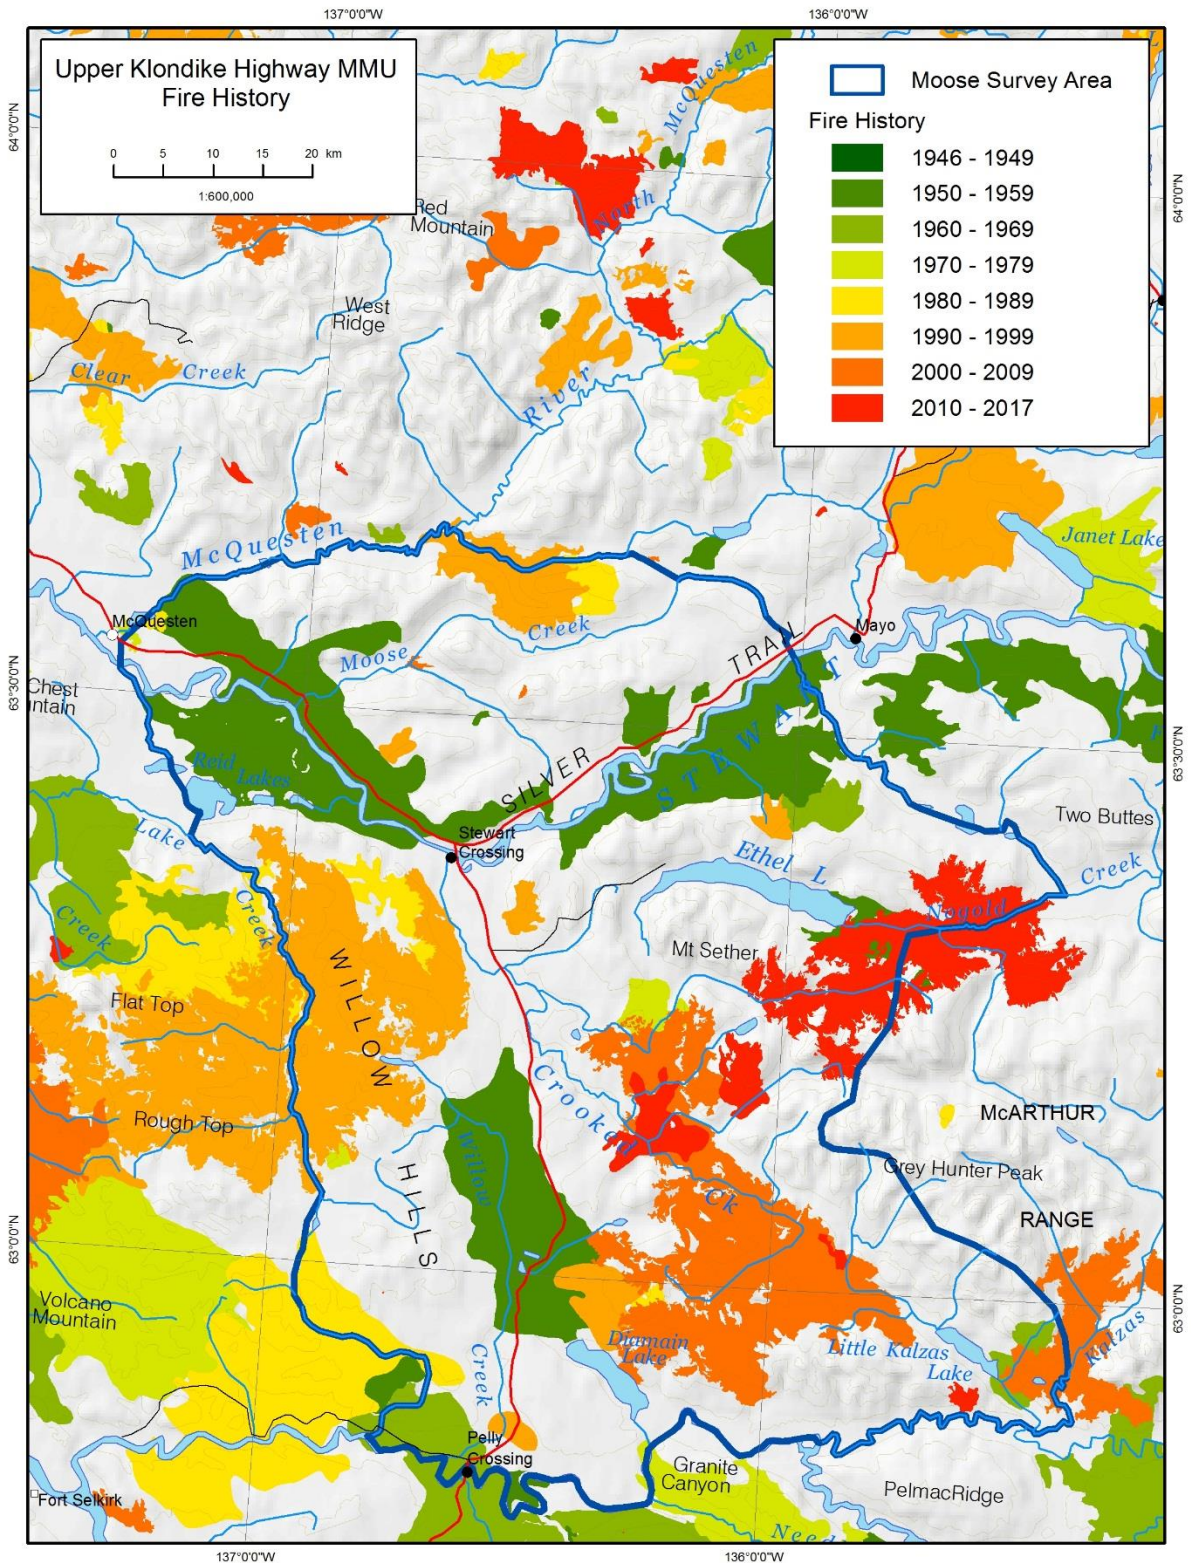 137°0'0"W
136°0'0"W
Upper Klondike Highway MMU
Fire History
0 5 10 15 20 km
1:600,000
Moose Survey Area
Fire History
1946 - 1949
1950 - 1959
1960 - 1969
1970 - 1979
1980 - 1989
1990 - 1999
2000 - 2009
2010 - 2017
64°0'0"N
64°0'0"N
McQuesten
North
Red
Mountain
West
Ridge
Clear Creek
River
McQuesten
Janet Lake
McQuesten
Creek
Moose
Mayo
TRAIL
63°30'0"N
63°30'0"N
Chest
ntain
STEWART
SILVER
Reid
Lakes
Lake
Creek
Stewart
Crossing
Two Buttes
Ethel L
Creek
Nogold
Creek
WILLOW
Mt Sether
Flat Top
Crooked
Ck
Rough Top
McARTHUR
Willow
HILLS
Grey Hunter Peak
RANGE
63°0'0"N
63°0'0"N
Volcano
Mountain
Diamain
Lake
Little Kalzas
Lake
Kalzas
Creek
Pelly
Crossing
Granite
Canyon
PelmacRidge
Fort Selkirk
Need
137°0'0"W
136°0'0"W